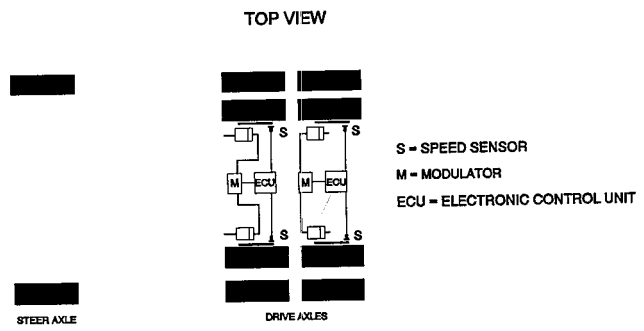 TOP VIEW
S S
S = SPEED SENSOR
M = MODULATOR
M ECU M ECU
ECU = ELECTRONIC CONTROL UNIT
S S
STEER AXLE
DRIVE AXLES